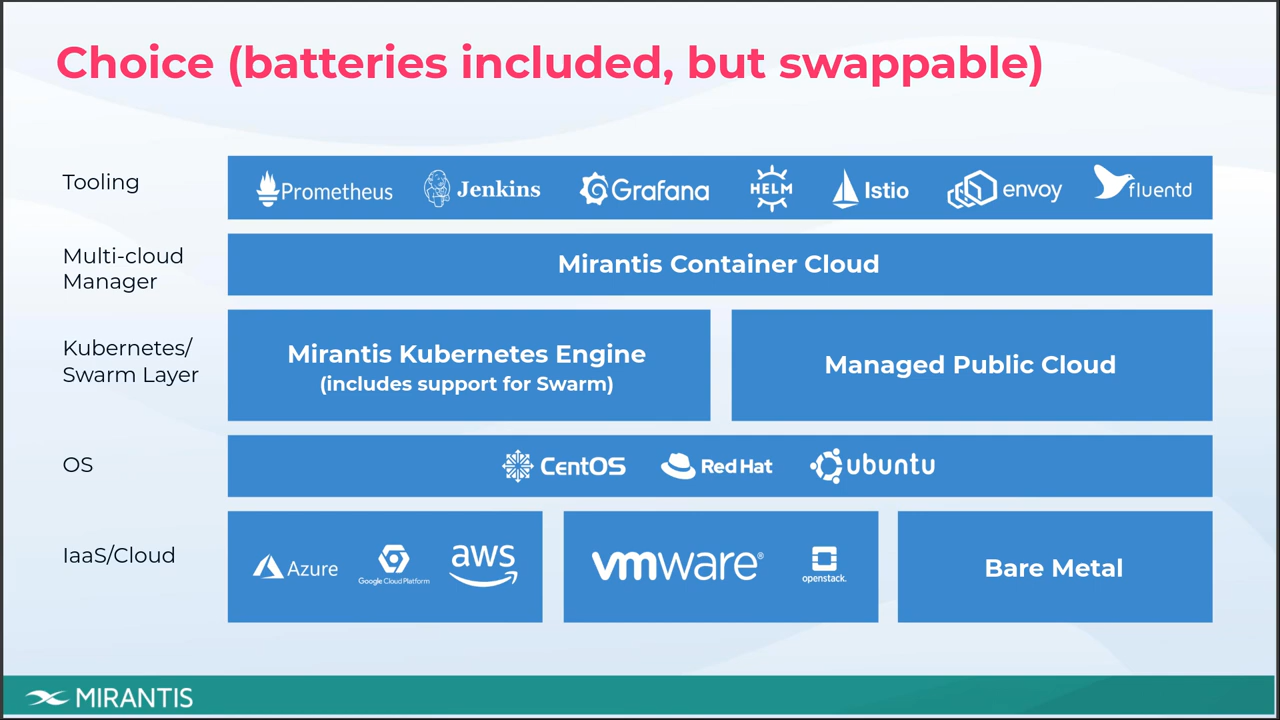 Choice (batteries included, but swappable)
Tooling
Prometheus
Jenkins
Grafana
HELM
Istio
envoy
fluentd
Multi-cloud
Manager
Mirantis Container Cloud
Kubernetes/
Swarm Layer
Mirantis Kubernetes Engine
(includes support for Swarm)
Managed Public Cloud
OS
CentOS
Red Hat
ubuntu
IaaS/Cloud
Azure
Google Cloud Platform
aws
vmware®
openstack.
Bare Metal
MIRANTIS